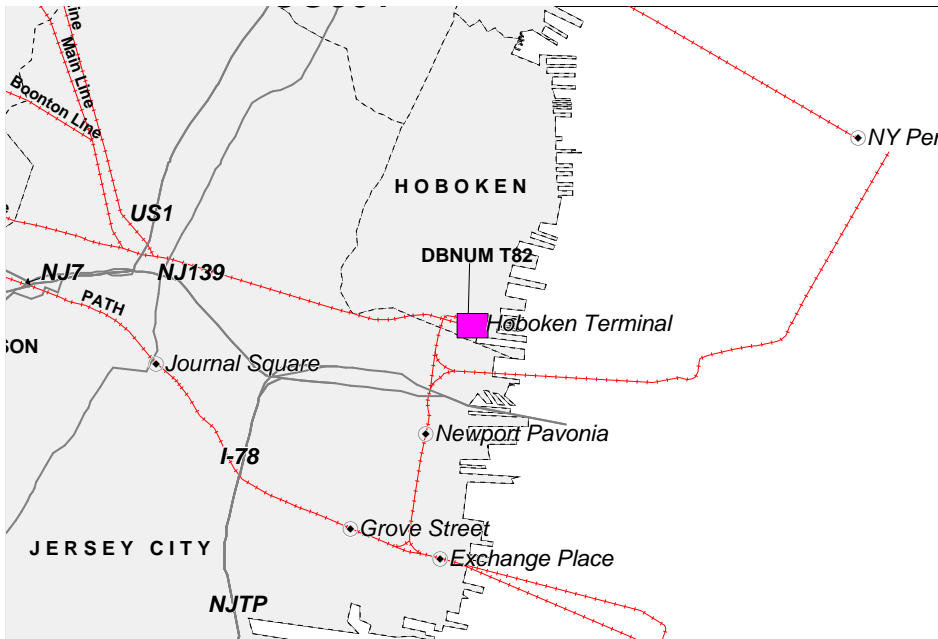 Line
Main Line
Boonton Line
NY Pen
HOBOKEN
US1
DBNUM T82
NJ7
NJ139
PATH
Hoboken Terminal
SON
Journal Square
Newport Pavonia
I-78
Grove Street
JERSEY CITY
Exchange Place
NJTP